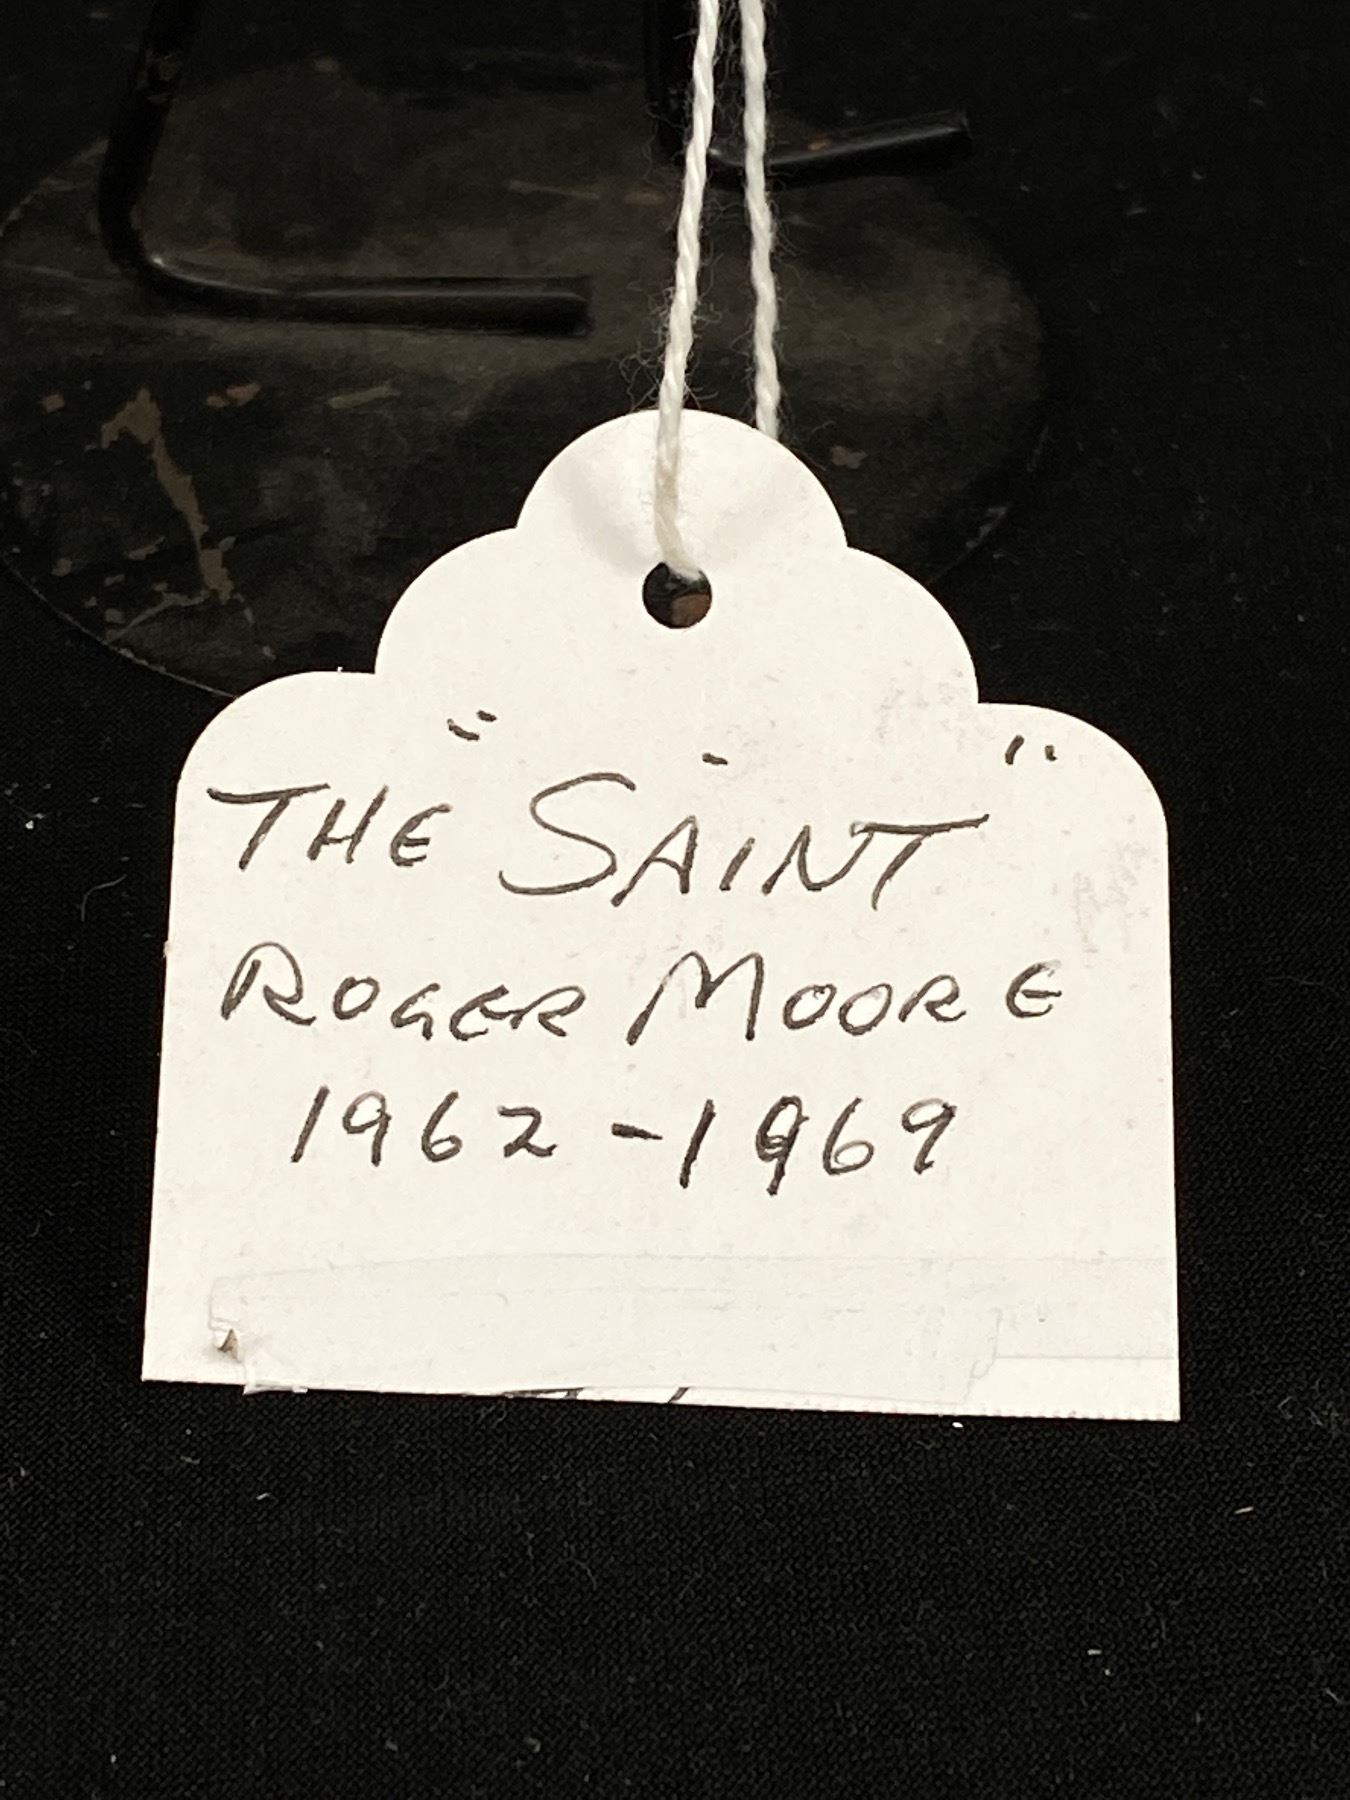 THE "SAiNT"
ROGER MOORE
1962-1969